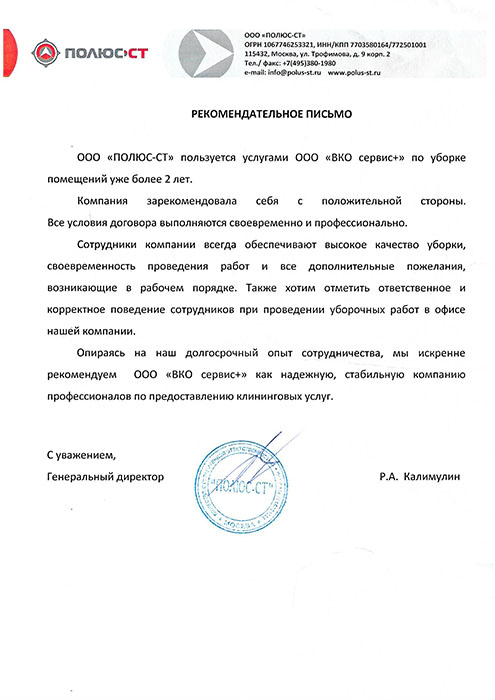 ПОЛЮС·СТ
ООО «ПОЛЮС-СТ»
ОГРН 1067746253321, ИНН/КПП 7703580164/772501001
115432, Москва, ул. Трофимова, д. 9 корп. 2
Тел./ факс: +7(495)380-1980
e-mail: info@polus-st.ru www.polus-st.ru
РЕКОМЕНДАТЕЛЬНОЕ ПИСЬМО
ООО «ПОЛЮС-СТ» пользуется услугами ООО «ВКО сервис+» по уборке
помещений уже более 2 лет.
Компания зарекомендовала себя с положительной стороны.
Все условия договора выполняются своевременно и профессионально.
Сотрудники компании всегда обеспечивают высокое качество уборки,
своевременность проведения работ и все дополнительные пожелания,
возникающие в рабочем порядке. Также хотим отметить ответственное и
корректное поведение сотрудников при проведении уборочных работ в офисе
нашей компании.
Опираясь на наш долгосрочный опыт сотрудничества, мы искренне
рекомендуем ООО «ВКО сервис+» как надежную, стабильную компанию
профессионалов по предоставлению клининговых услуг.
С уважением,
Генеральный директор Р.А. Калимулин
"ПОЛЮС-СТ"
МОСКВА